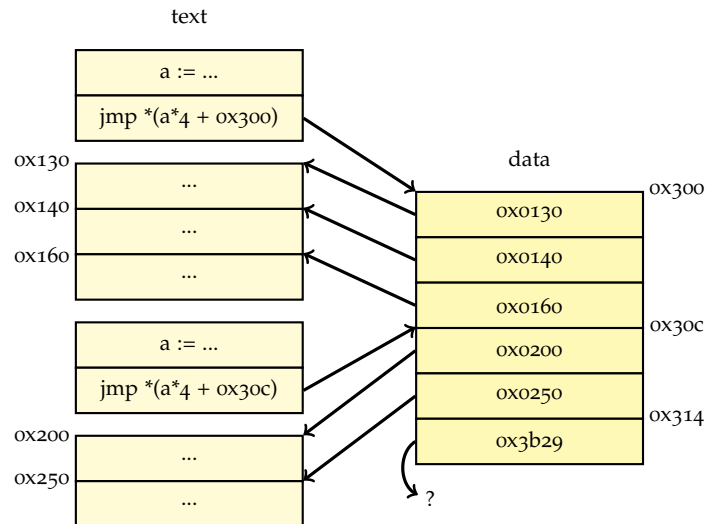 text
a := ...
jmp *(a*4 + 0x300)
0x130
...
0x140
...
0x160
...
a := ...
jmp *(a*4 + 0x30c)
0x200
...
0x250
...
data
0x300
0x0130
0x0140
0x0160
0x30c
0x0200
0x0250
0x314
0x3b29
?